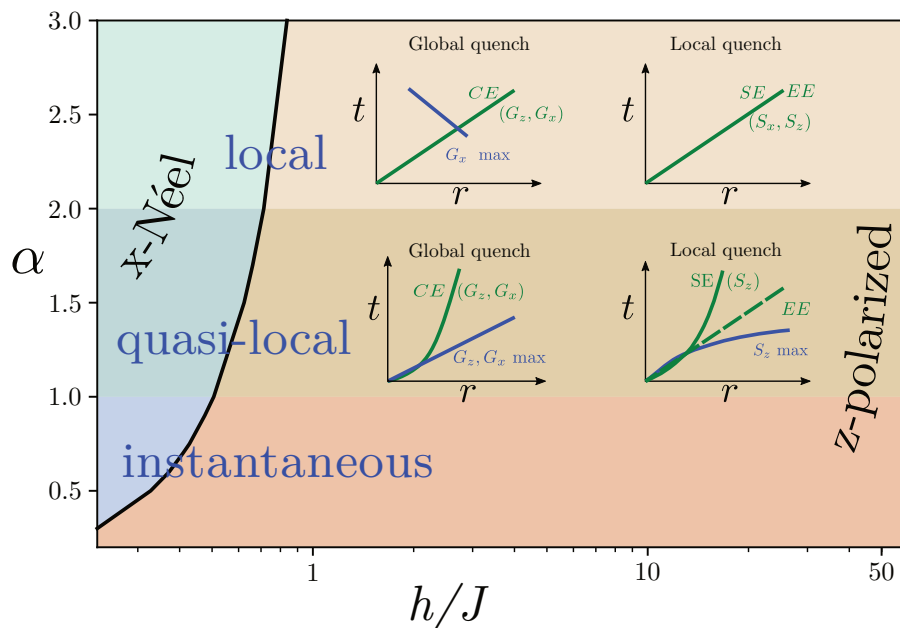 3.0
2.5
2.0
1.5
1.0
0.5
α
1
10
50
h/J
x-Néel
local
quasi-local
instantaneous
z-polarized
Global quench
t
CE
(G_z, G_x)
G_x max
r
Local quench
t
SE EE
(S_x, S_z)
r
Global quench
t
CE (G_z, G_x)
G_z, G_x max
r
Local quench
t
SE (S_z)
EE
S_z max
r